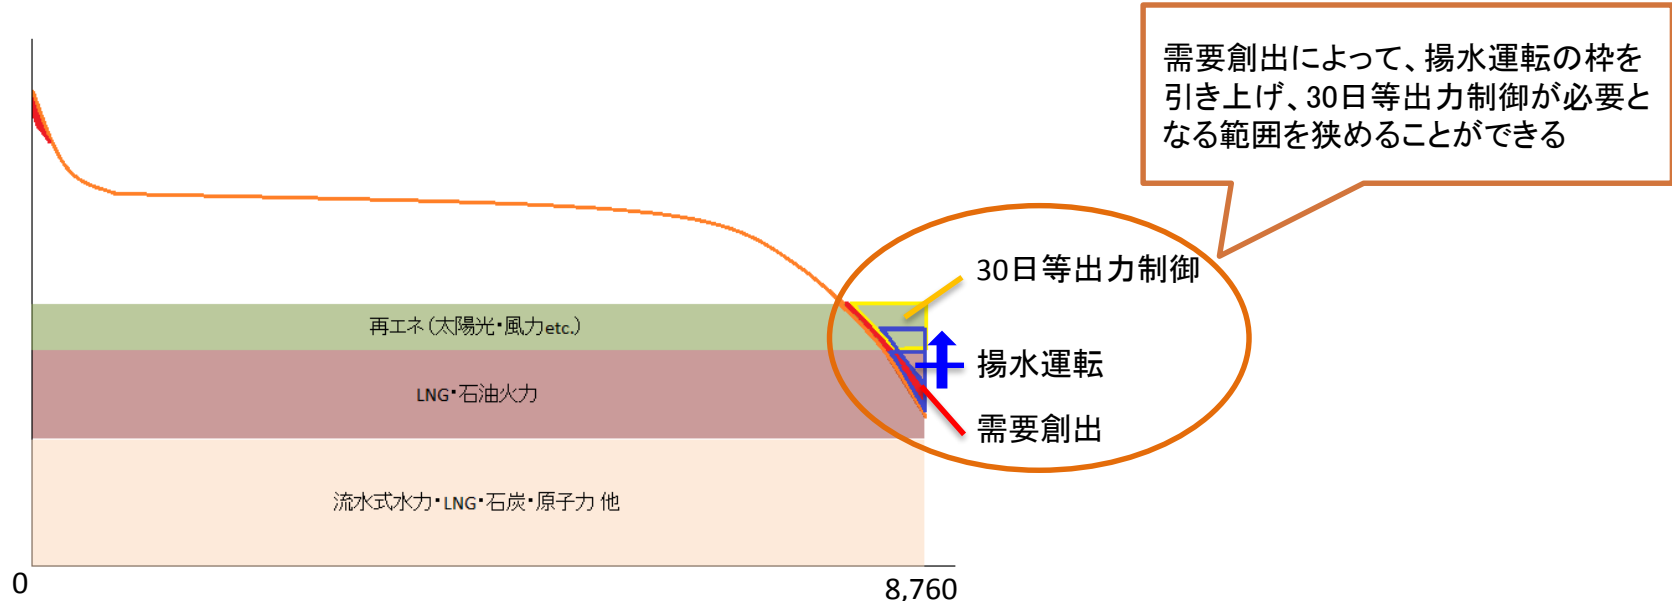 需要創出によって、揚水運転の枠を
引き上げ、30日等出力制御が必要と
なる範囲を狭めることができる
30日等出力制御
再エネ(太陽光・風力etc.)
揚水運転
LNG・石油火力
需要創出
流水式水力・LNG・石炭・原子力 他
0
8,760